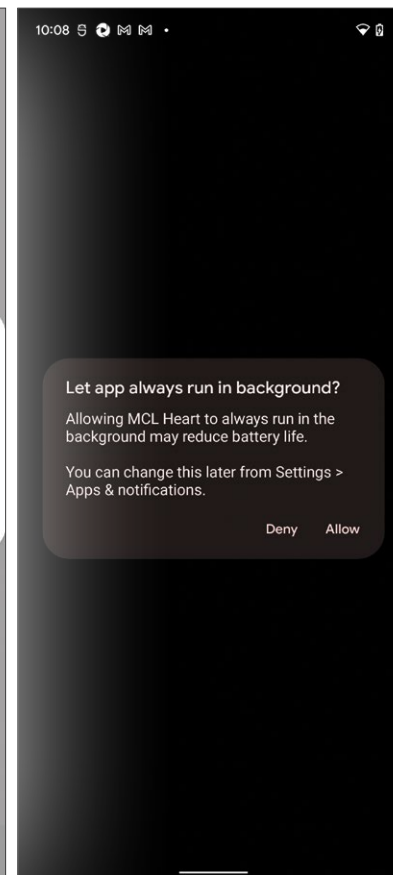 10:08
Let app always run in background?
Allowing MCL Heart to always run in the
background may reduce battery life.
You can change this later from Settings >
Apps & notifications.
Deny Allow